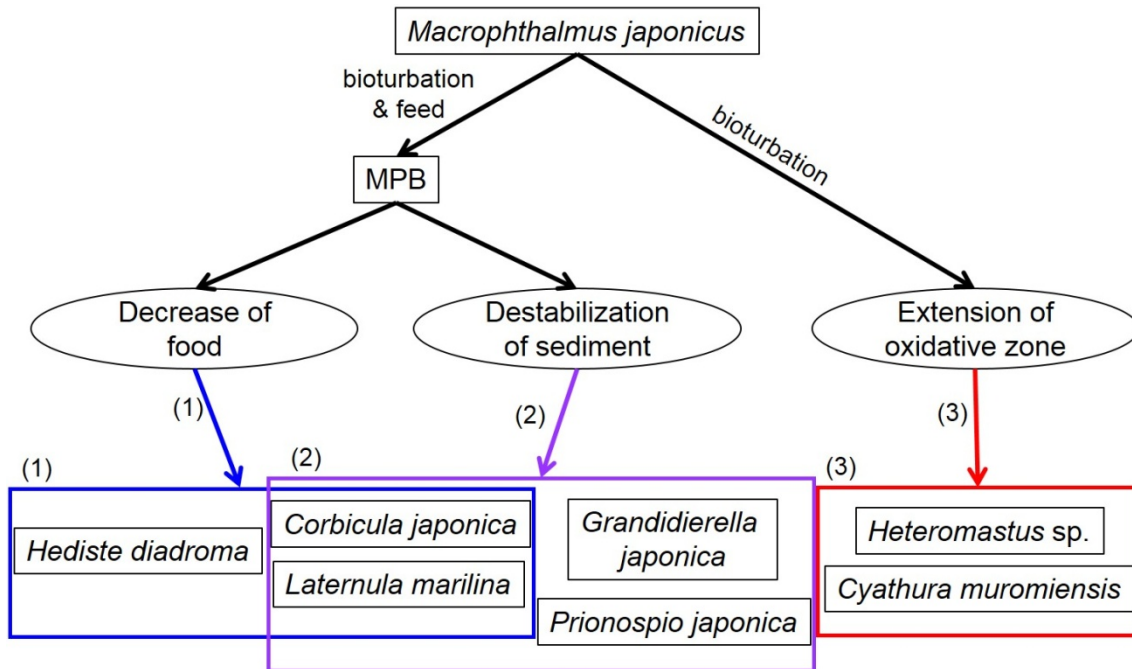 Macrophthalmus japonicus
bioturbation
& feed
bioturbation
MPB
Decrease of
food
Destabilization
of sediment
Extension of
oxidative zone
(1)
(2)
(3)
(1)
(2)
(3)
Hediste diadroma
Corbicula japonica
Laternula marilina
Grandidierella
japonica
Prionospio japonica
Heteromastus sp.
Cyathura muromiensis